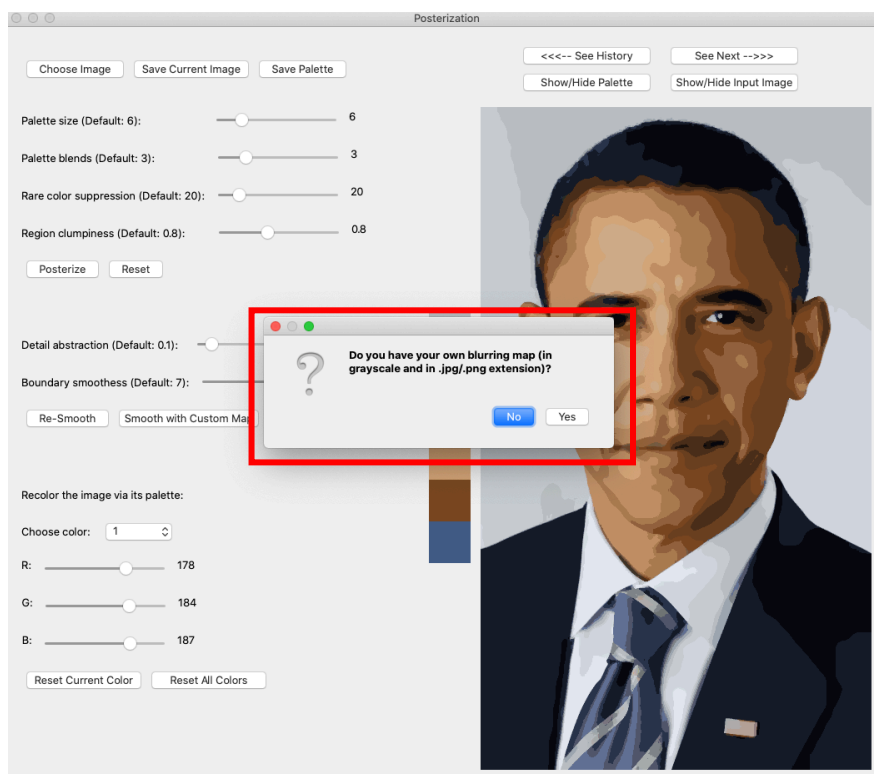 Posterization
Choose Image
Save Current Image
Save Palette
<<<-- See History
See Next -->>>
Show/Hide Palette
Show/Hide Input Image
Palette size (Default: 6):
6
Palette blends (Default: 3):
3
Rare color suppression (Default: 20):
20
Region clumpiness (Default: 0.8):
0.8
Posterize
Reset
Do you have your own blurring map (in
grayscale and in .jpg/.png extension)?
No
Yes
Detail abstraction (Default: 0.1):
Boundary smoothess (Default: 7):
Re-Smooth
Smooth with Custom Map
Recolor the image via its palette:
Choose color:
1
R:
178
G:
184
B:
187
Reset Current Color
Reset All Colors